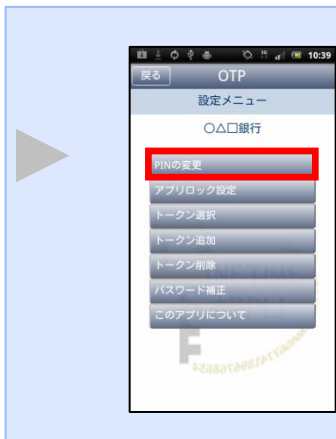 10:39
戻る
OTP
設定メニュー
○△□銀行
PINの変更
アプリロック設定
トークン選択
トークン追加
トークン削除
パスワード補正
このアプリについて